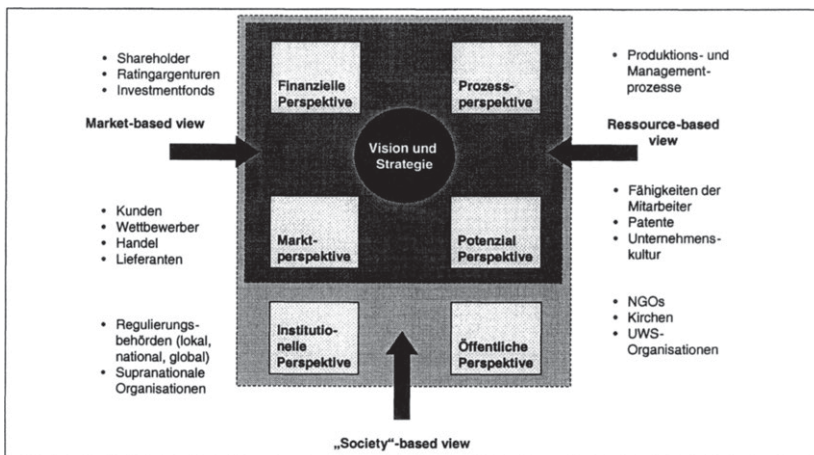 • Shareholder
• Ratingargenturen
• Investmentfonds
Market-based view
• Kunden
• Wettbewerber
• Handel
• Lieferanten
• Regulierungs-
behörden (lokal,
national, global)
• Supranationale
Organisationen
Finanzielle
Perspektive
Prozess-
perspektive
Vision und
Strategie
Markt-
perspektive
Potenzial
Perspektive
Institutio-
nelle
Perspektive
Öffentliche
Perspektive
• Produktions- und
Management-
prozesse
Ressource-based
view
• Fähigkeiten der
Mitarbeiter
• Patente
• Unternehmens-
kultur
• NGOs
• Kirchen
• UWS-
Organisationen
„Society“-based view